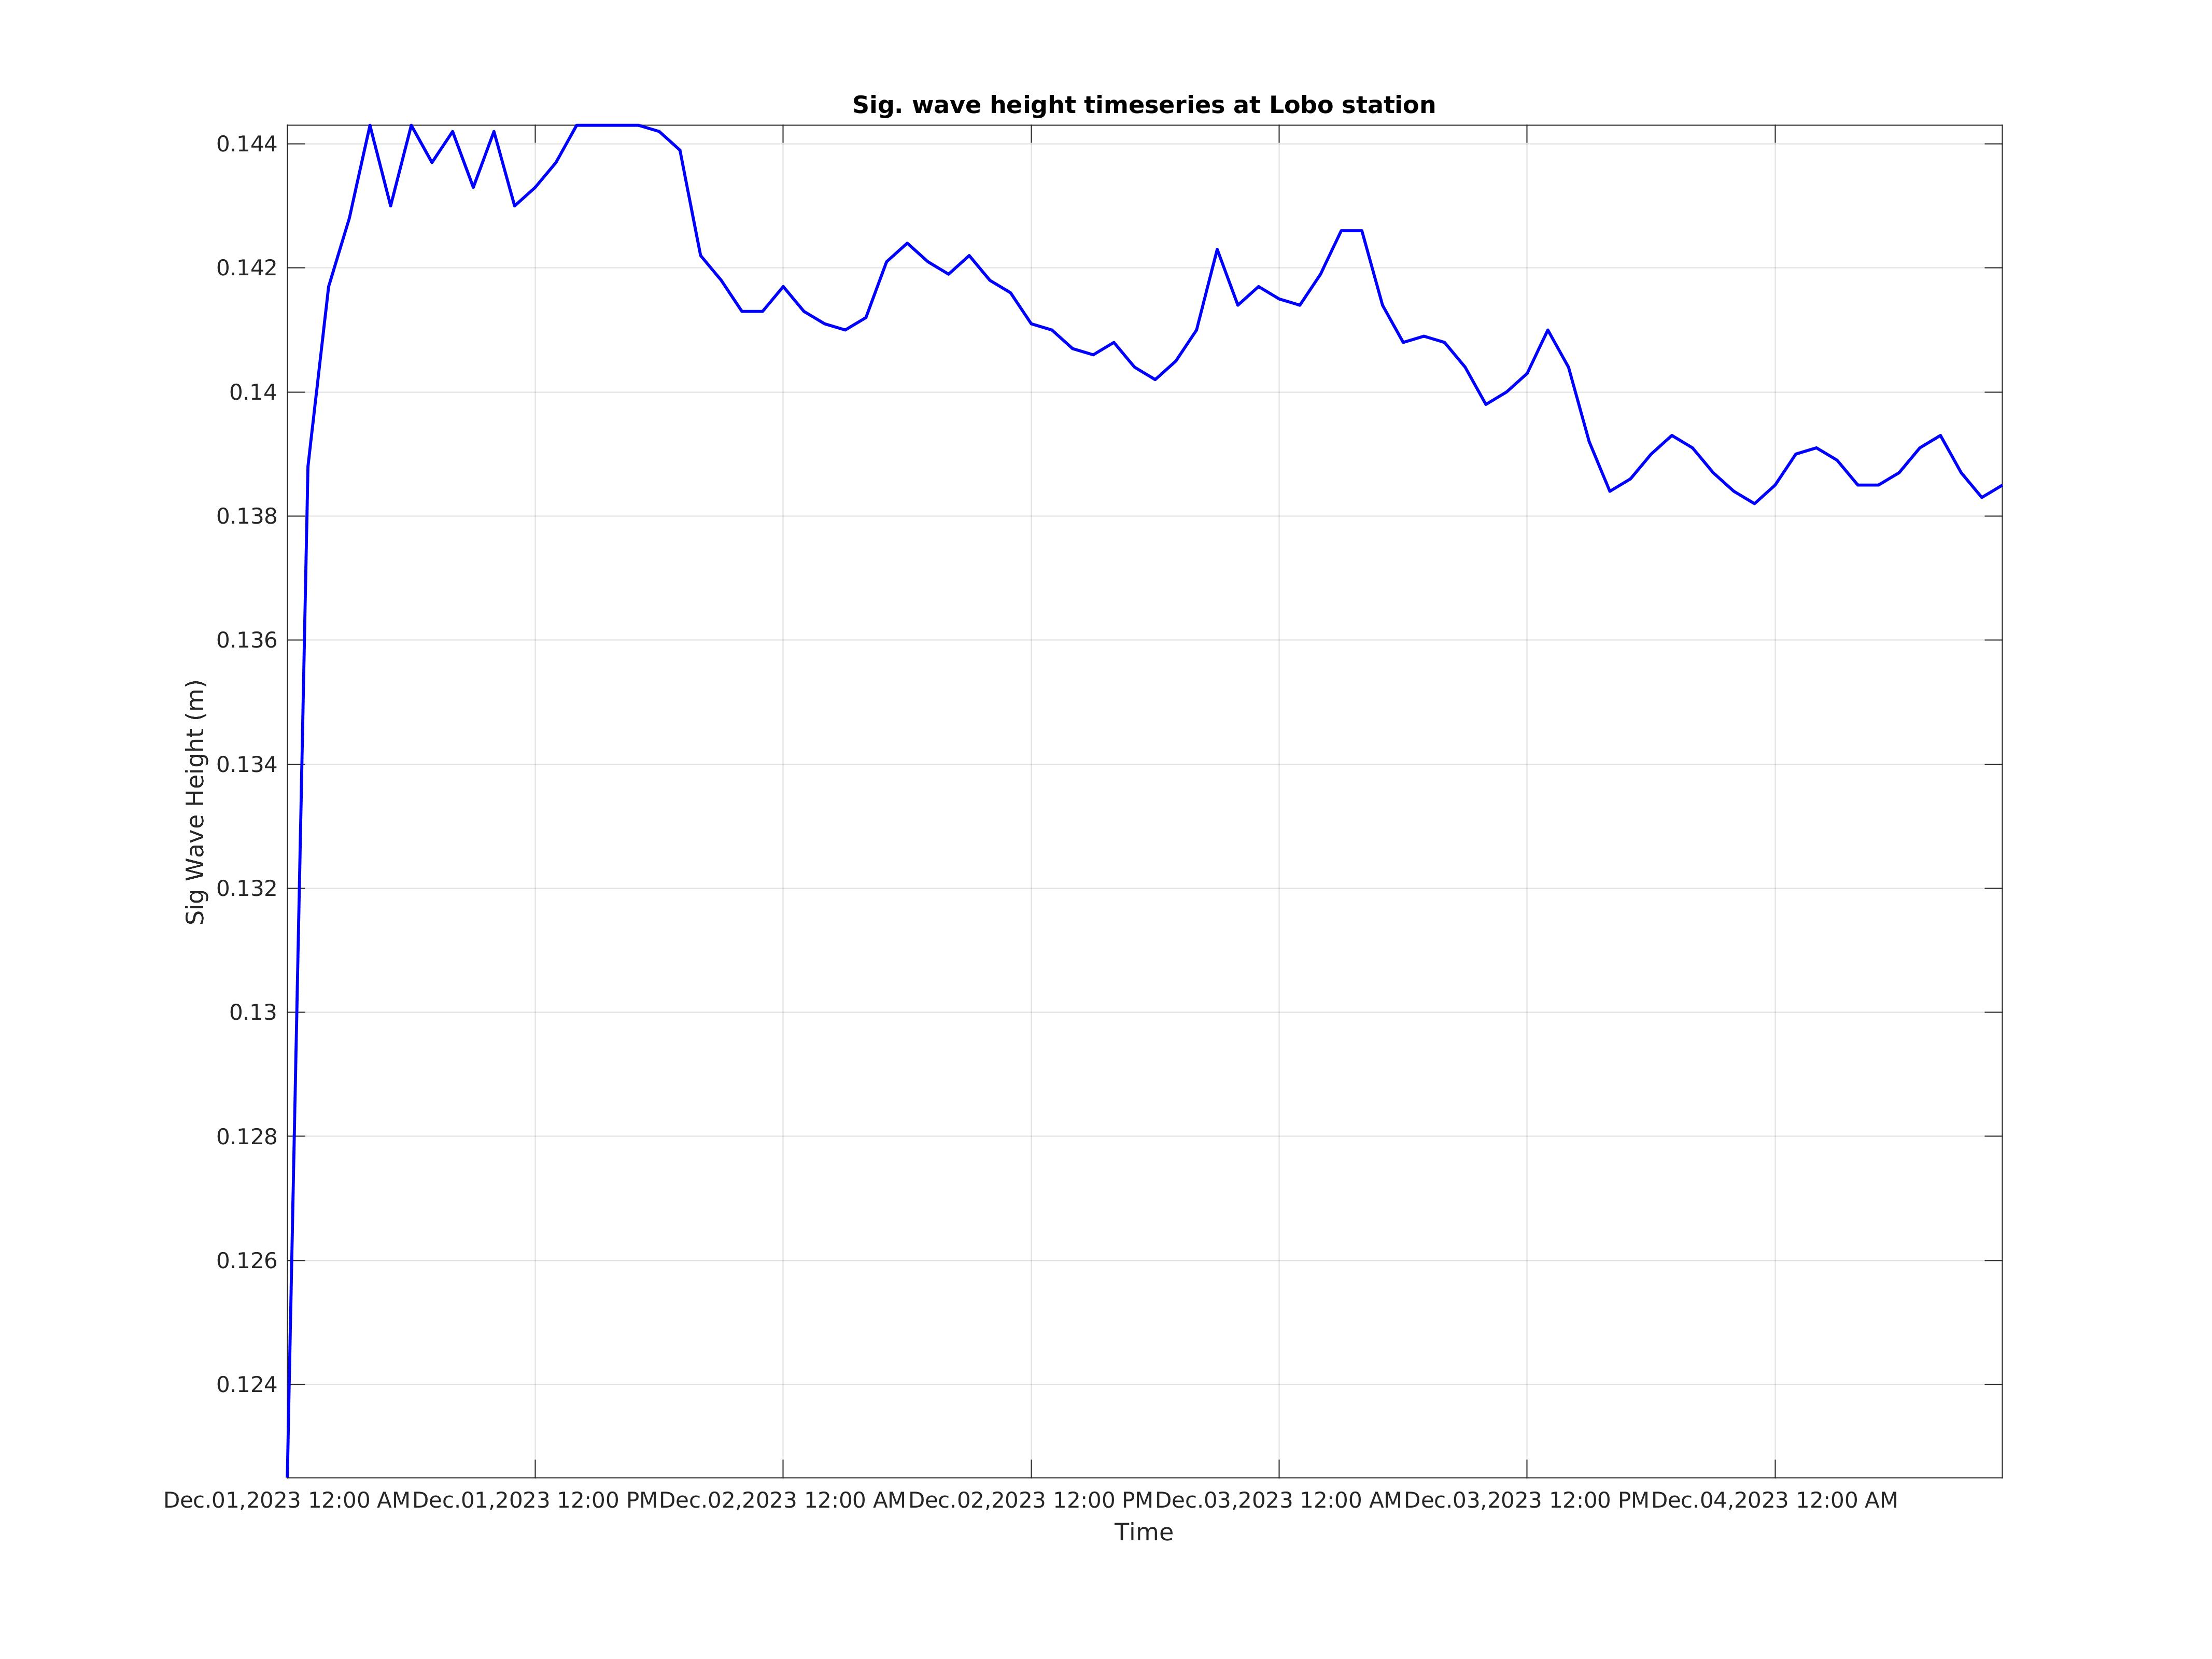 Sig. wave height timeseries at Lobo station
0.144
0.142
0.14
0.138
0.136
0.134
0.132
0.13
0.128
0.126
0.124
Sig Wave Height (m)
Dec.01,2023 12:00 AM Dec.01,2023 12:00 PM Dec.02,2023 12:00 AM Dec.02,2023 12:00 PM Dec.03,2023 12:00 AM Dec.03,2023 12:00 PM Dec.04,2023 12:00 AM
Time